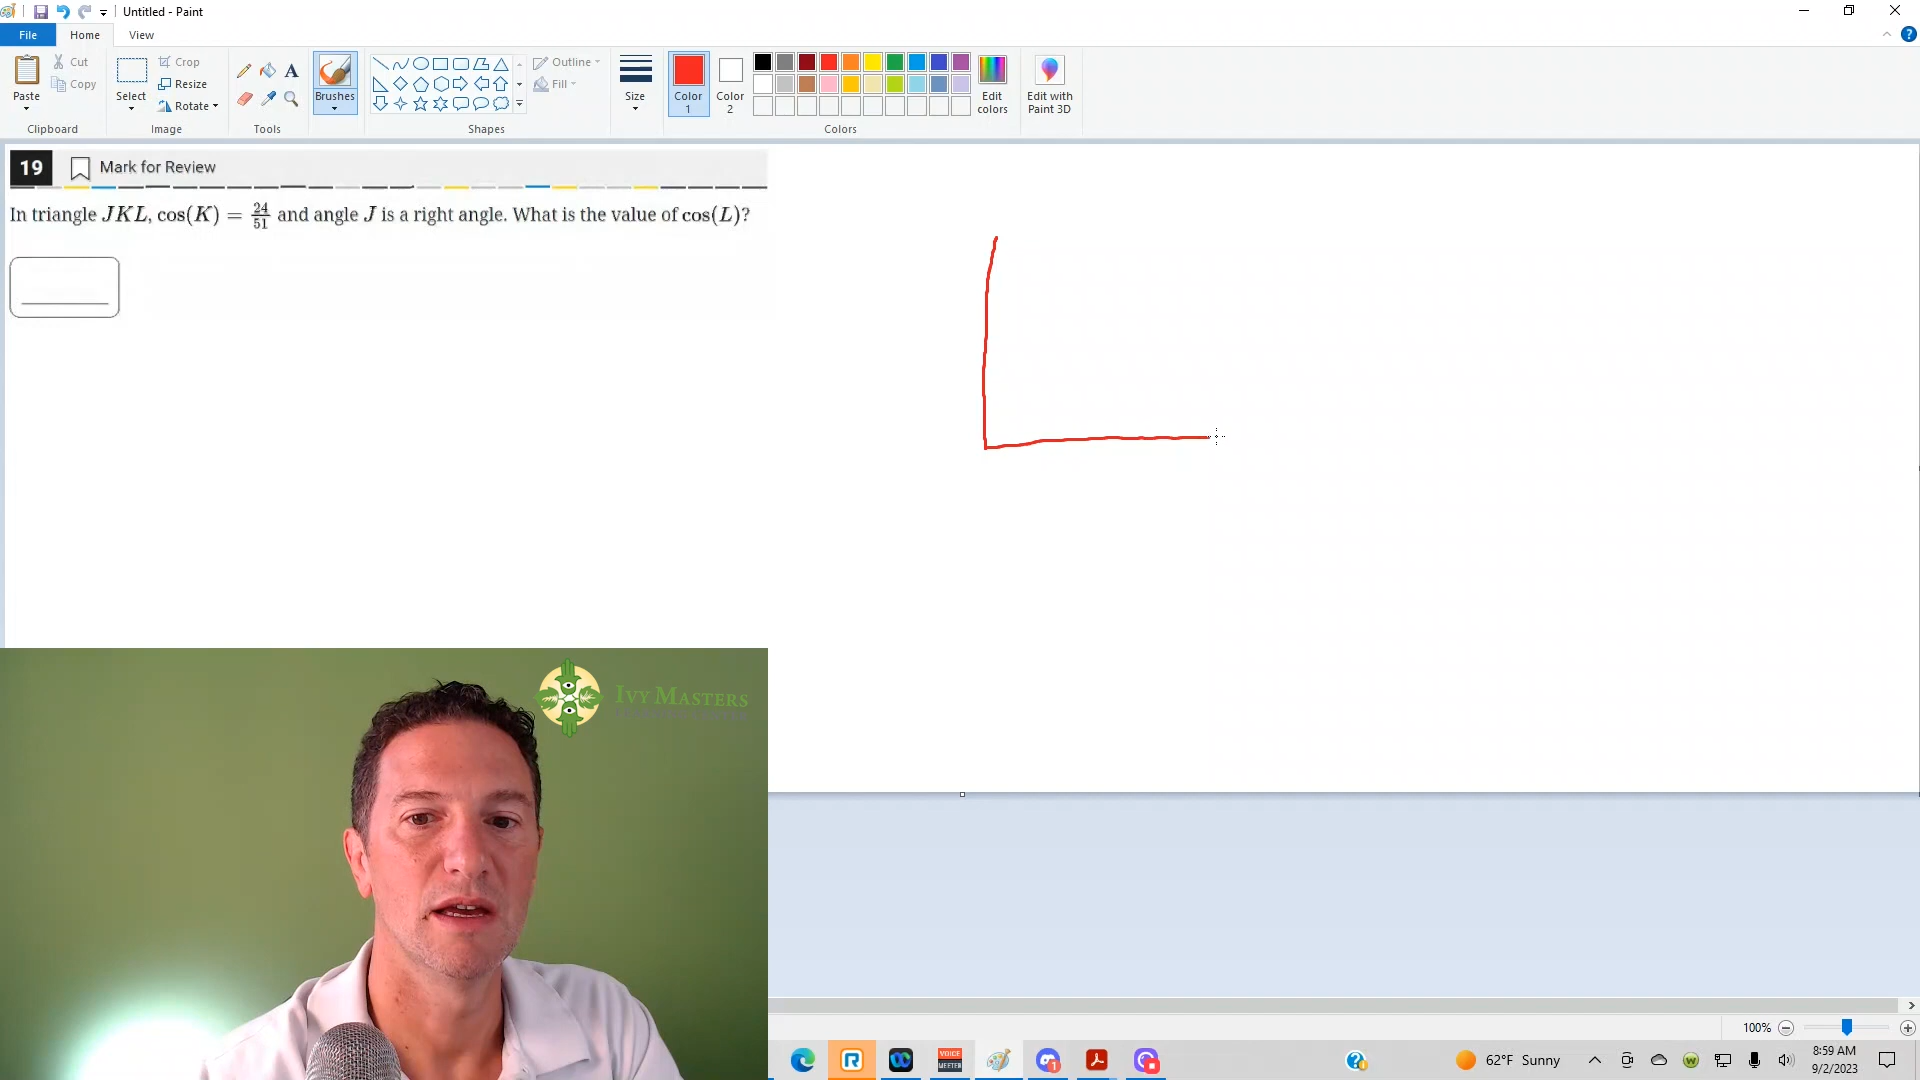 Untitled - Paint
File Home View
Paste
Cut
Copy
Clipboard
Select
Crop
Resize
Rotate
Image
Tools
Brushes
Shapes
Outline
Fill
Size
Color 1
Color 2
Edit colors
Colors
Edit with Paint 3D
19 Mark for Review
In triangle JKL, cos(K) = 24/51 and angle J is a right angle. What is the value of cos(L)?
IVY MASTERS
100%
VOICE MEETER
1
62°F Sunny
8:59 AM
9/2/2023